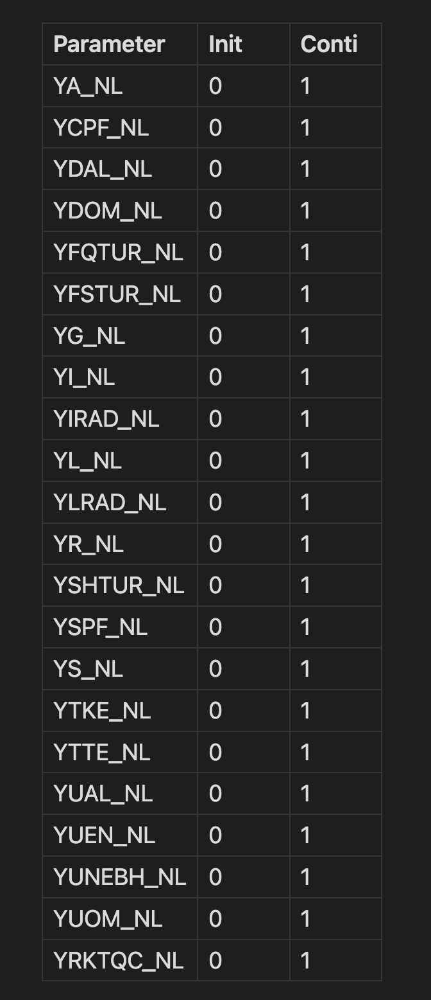 Parameter Init Conti
YA_NL 0 1
YCPF_NL 0 1
YDAL_NL 0 1
YDOM_NL 0 1
YFQTUR_NL 0 1
YFSTUR_NL 0 1
YG_NL 0 1
YI_NL 0 1
YIRAD_NL 0 1
YL_NL 0 1
YLRAD_NL 0 1
YR_NL 0 1
YSHTUR_NL 0 1
YSPF_NL 0 1
YS_NL 0 1
YTKE_NL 0 1
YTTE_NL 0 1
YUAL_NL 0 1
YUEN_NL 0 1
YUNEBH_NL 0 1
YUOM_NL 0 1
YRKTQC_NL 0 1